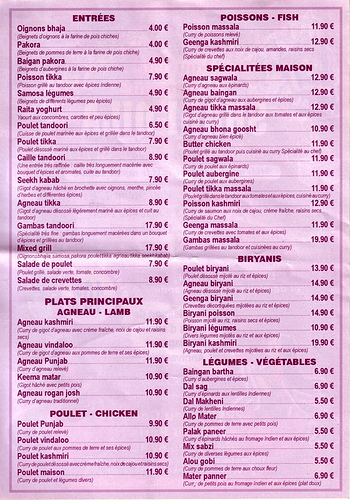 ENTRÉES
Oignons bhaja 4.00 €
(Beignets d'oignons à la farine de pois chiche)
Pakora 4.00 €
(Beignets de pommes de terre à la farine de pois chiche)
Baigan pakora 4.90 €
(Beignets d'aubergines à la farine de pois chiche)
Poisson tikka 7.90 €
(Poisson grillé au tandoor avec épices indienne)
Samosa légumes 4.90 €
(Beignets de différents légumes peu épicés)
Raita yoghurt 4.90 €
Yaourt aux concombres, carottes et peu épicés)
Poulet tandoori 6.50 €
(Cuisse de poulet marinée aux épices et grillée dans le tandoor)
Poulet tikka 7.90 €
(Poulet désossé mariné aux épices et grillé dans le tandoor)
Caille tandoori 8.90 €
(Une entrée très raffinée : caille très longuement macérée avec
bouquet d'épices et aromates, cuite au tandoor)
Seekh kabab 7.90 €
(Gigot d'agneau hâché en brochette avec oignons, menthe, pincée
d'herbes et différentes épices)
Agneau tikka 8.90 €
(Gigot d'agneau désossé légèrement mariné aux épices et cuit au
tandoor)
Gambas tandoori 17.90 €
(Spécialité très fine : gambas longuement macérées dans un bouquet
d'épices et grillées au tandoor)
Mixed grill 17.90 €
(Oignons bhaja, samosa pakora poulet tikka agneau tikka seekh kabab)
Salade de poulet 7.90 €
(Poulet grillé, salade verte, tomate, concombre)
Salade de crevettes 8.90 €
(Crevettes, salade verte, tomates, concombre)
PLATS PRINCIPAUX
AGNEAU - LAMB
Agneau kashmiri 11.90 €
(Curry de gigot d'agneau avec crème fraîche, noix de cajou et raisins
secs)
Agneau vindaloo 11.90 €
(Curry de gigot d'agneau aux pommes de terre et ses épices)
Agneau Punjab 11.90 €
(Curry d'agneau relevé)
Keema matar 10.90 €
(Gigot hâché avec petits pois)
Agneau rogan josh 10.90 €
(Curry d'agneau traditionnel)
POULET - CHICKEN
Poulet Punjab 9.90 €
(Curry de poulet relevé)
Poulet vindaloo 10.90 €
(Curry de poulet aux pommes de terre et ses épices)
Poulet kashmiri 10.90 €
(Curry de poulet désossé avec crème fraîche, noix de cajou et raisins secs)
Poulet maison 11.90 €
(Curry de poulet et légumes divers)
POISSONS - FISH
Poisson massala 11.90 €
(Curry de poissons relevé)
Geenga kashmiri 12.90 €
(Curry de crevettes aux noix de cajou, amandes, raisins secs
(Spécialité du chef)
SPÉCIALITÉES MAISON
Agneau sagwala 12.90 €
(Curry d'agneau aux épinards)
Agneau baingan 12.90 €
(Curry de gigot d'agneau aux aubergines et épices)
Agneau tikka massala 12.90 €
(Gigot d'agneau grillé dans le tandoor aux tomates et aux épices
cuisiné au curry)
Agneau bhona goosht 10.90 €
(Curry d'agneau bien épicé)
Butter chicken 11.90 €
(Poulet grillé au tandoor puis cuisiné au curry Spécialité au chef)
Poulet sagwala 11.90 €
(Curry de poulet aux épinards)
Poulet aubergine 11.90 €
(Curry de poulet aux aubergines)
Poulet tikka massala 11.90 €
(Poulet grillé dans le tandoor aux tomates et aux épices, cuisiné au curry)
Poisson kashmiri 12.90 €
(Curry de saumon aux noix de cajou, crème fraîche, raisins secs,
(Spécialité du Chef)
Geenga massala 11.90 €
(Curry de crevettes avec tomates et aux épices)
Gambas massala 19.90 €
(Gambas grillées au tandoor et cuisinées au curry)
BIRYANIS
Poulet biryani 13.90 €
(Poulet désossé mijoté au riz et épices)
Agneau biryani 14.90 €
(Agneau désossé mijoté au riz et épices)
Geenga biryani 14.90 €
(Crevettes décortiquées mijotées au riz et épices)
Biryani poisson 14.90 €
(Poisson mijoté au riz, raisins secs et épices)
Biryani légumes 10.90 €
(Divers légumes mijotés au riz et aux épices)
Biryani kashmiri 19.90 €
(Agneau, poulet et crevettes mijotées au riz et aux épices)
LÉGUMES - VÉGÉTABLES
Baingan bartha 6.90 €
(Curry d'aubergines et épices)
Dal sag 6.90 €
(Curry d'épinards aux lentilles indiennes)
Dal Makheni 5.50 €
(Curry de lentilles Indiennes)
Allo Mater 6.90 €
(Curry de pommes de terre avec petits pois)
Palak paneer 5.50 €
(Curry d'épinards hâchés au fromage indien et aux épices)
Mix sabzi 5.50 €
(Curry de diverses légumes et aux épices)
Alou gobi 5.50 €
(Curry de pommes de terre aux choux fleur)
Mater panner 6.90 €
(Curry de petits pois au fromage indien et aux épices (plat doux)